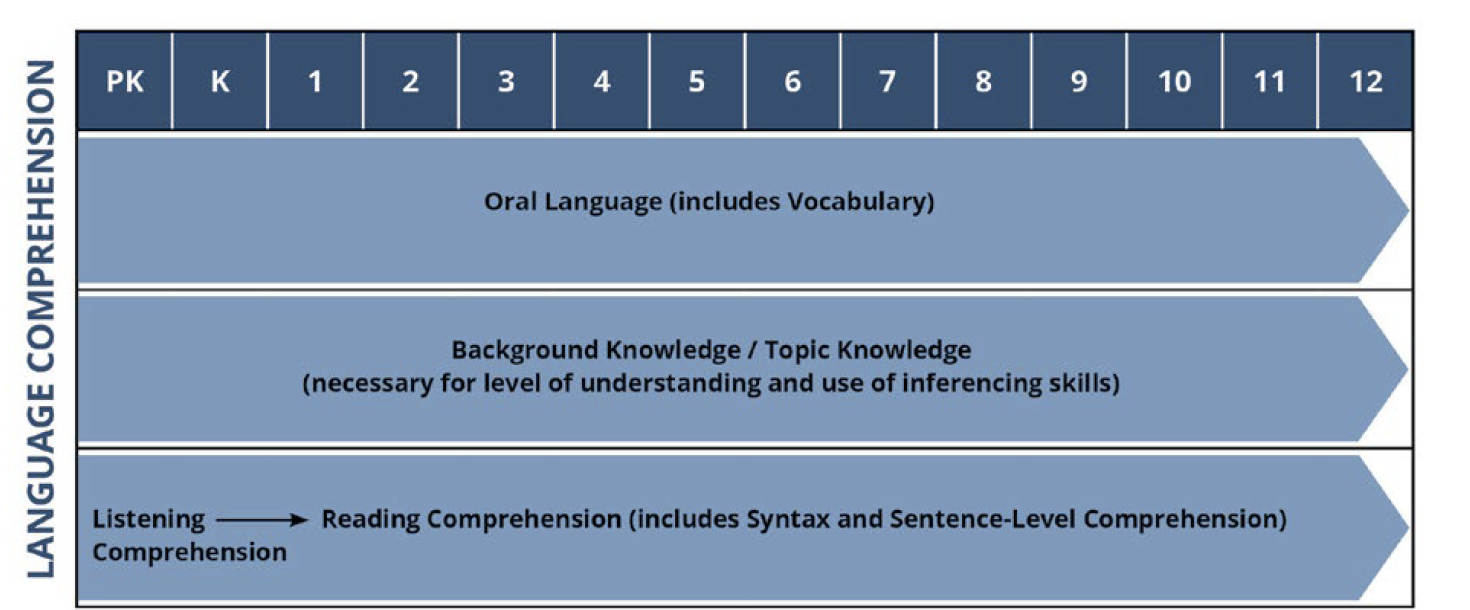 LANGUAGE COMPREHENSION
PK K 1 2 3 4 5 6 7 8 9 10 11 12
Oral Language (includes Vocabulary)
Background Knowledge / Topic Knowledge
(necessary for level of understanding and use of inferencing skills)
Listening Reading Comprehension (includes Syntax and Sentence-Level Comprehension)
Comprehension